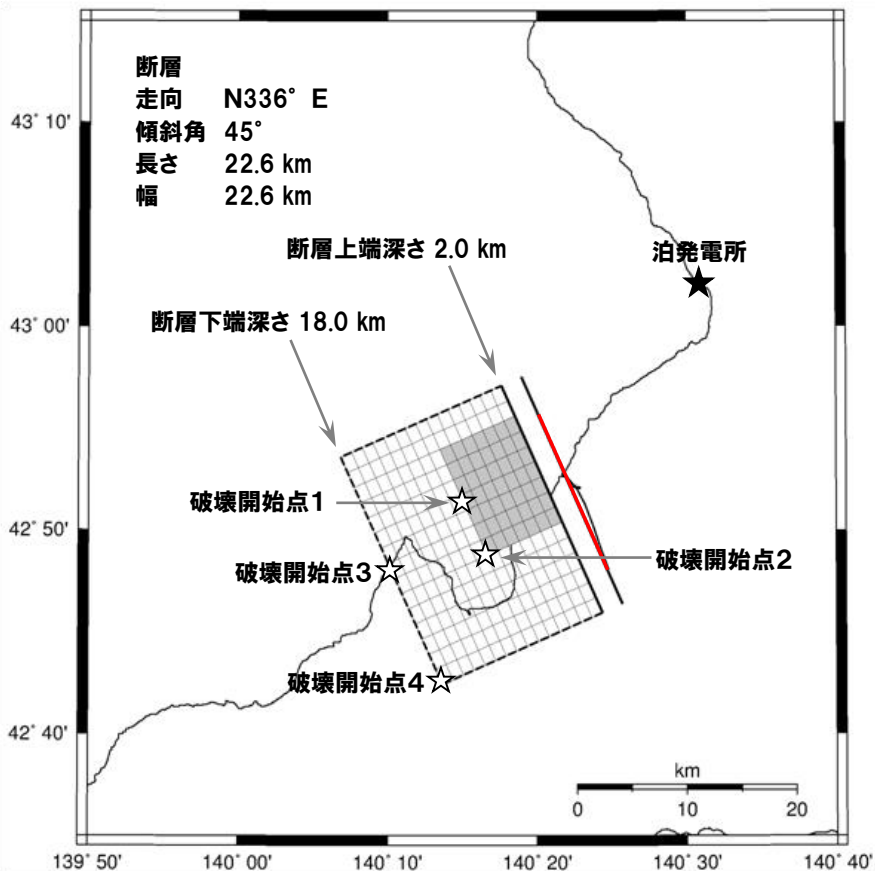 断層
走向 N336° E
傾斜角 45°
長さ 22.6 km
幅 22.6 km
43° 10'
断層上端深さ 2.0 km
泊発電所
43° 00'
断層下端深さ 18.0 km
破壊開始点1
42° 50'
破壊開始点2
破壊開始点3
破壊開始点4
42° 40'
km
0 10 20
139° 50' 140° 00' 140° 10' 140° 20' 140° 30' 140° 40'